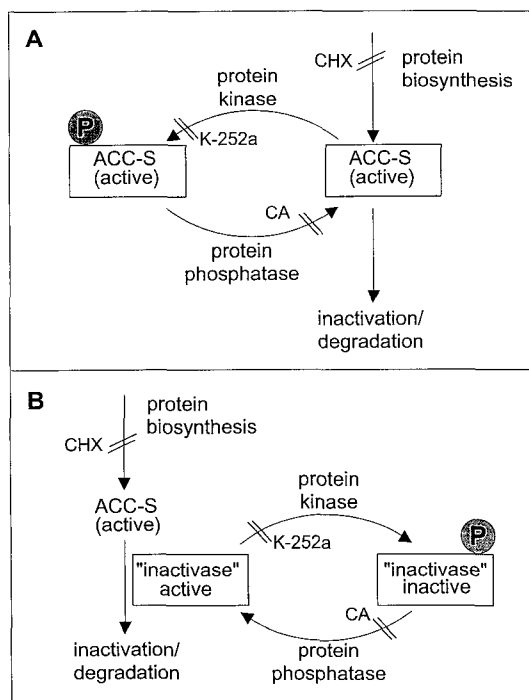 A
CHX
protein
biosynthesis
protein
kinase
P
K-252a
ACC-S
(active)
ACC-S
(active)
CA
protein
phosphatase
inactivation/
degradation
B
protein
biosynthesis
CHX
ACC-S
(active)
protein
kinase
K-252a
P
"inactivase"
active
"inactivase"
inactive
CA
inactivation/
degradation
protein
phosphatase